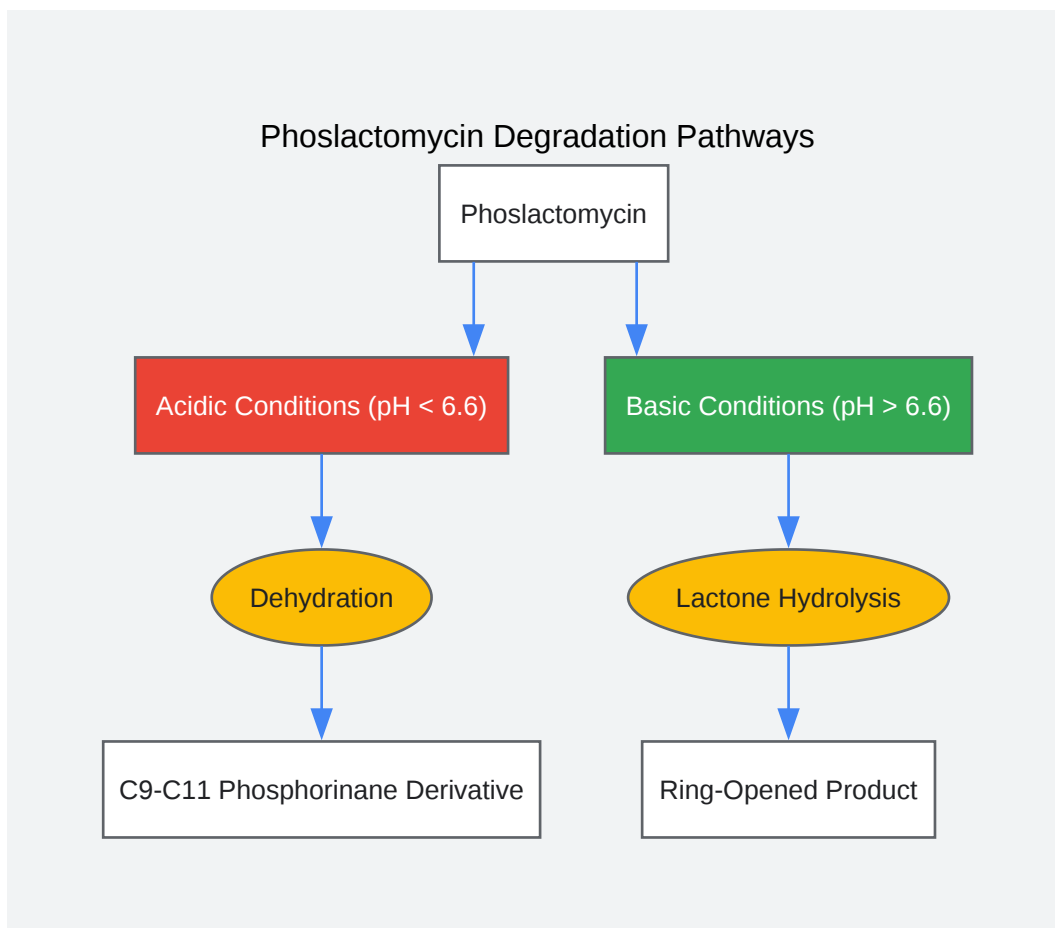 Phoslactomycin Degradation Pathways
Phoslactomycin
Acidic Conditions (pH < 6.6)
Basic Conditions (pH > 6.6)
Dehydration
Lactone Hydrolysis
C9-C11 Phosphorinane Derivative
Ring-Opened Product